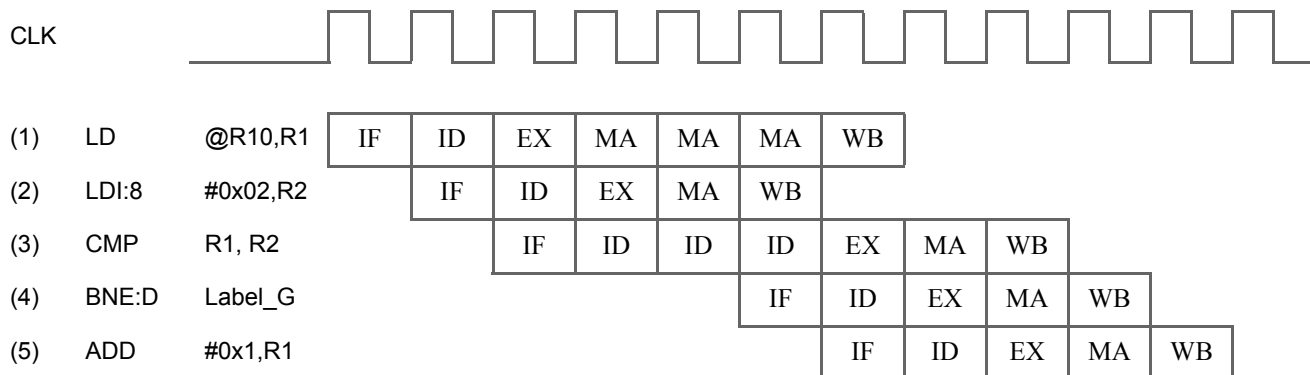 CLK
(1) LD @R10,R1 IF ID EX MA MA MA WB
(2) LDI:8 #0x02,R2 IF ID EX MA WB
(3) CMP R1, R2 IF ID ID ID EX MA WB
(4) BNE:D Label_G IF ID EX MA WB
(5) ADD #0x1,R1 IF ID EX MA WB